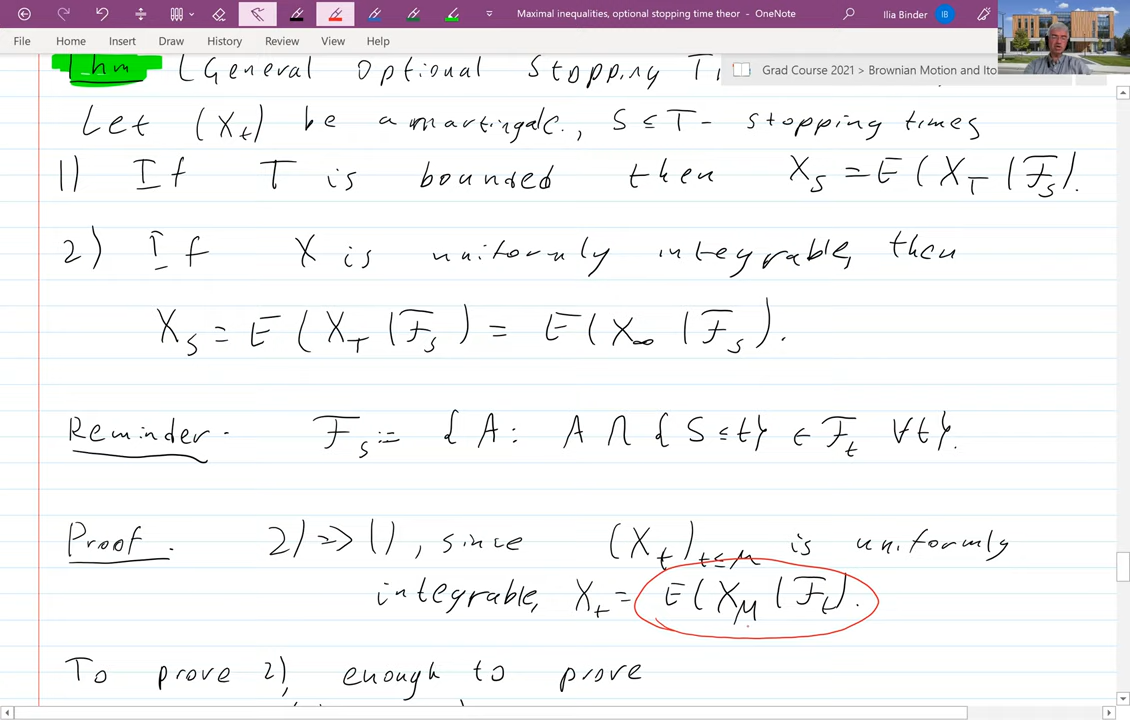 Maximal inequalities, optional stopping time theor - OneNote
Ilia Binder IB
File Home Insert Draw History Review View Help
Grad Course 2021 > Brownian Motion and Ito
Thm (General Optional Stopping Ti
Let (X_t) be a martingale, S ≤ T - stopping times
1) If T is bounded then X_S = E(X_T | F_S).
2) If X is uniformly integrable, then
X_S = E(X_T | F_S) = E(X_∞ | F_S).
Reminder. F_S := {A : A ∩ {S ≤ t} ∈ F_t ∀t}.
Proof. 2) => 1), since (X_t)_{t≤M} is uniformly
integrable, X_t = E(X_M | F_t).
To prove 2), enough to prove